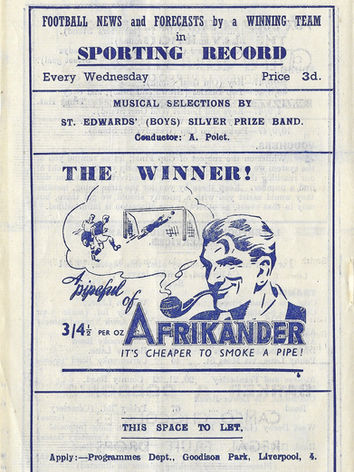 FOOTBALL NEWS and FORECASTS by a WINNING TEAM
in
SPORTING RECORD
Every Wednesday Price 3d.
MUSICAL SELECTIONS BY
ST. EDWARDS' (BOYS) SILVER PRIZE BAND.
Conductor: A. Polet.
THE WINNER!
A pipeful
of
3/4½ PER OZ AFRIKANDER
IT'S CHEAPER TO SMOKE A PIPE!
THIS SPACE TO LET,
Apply:—Programmes Dept., Goodison Park, Liverpool, 4.